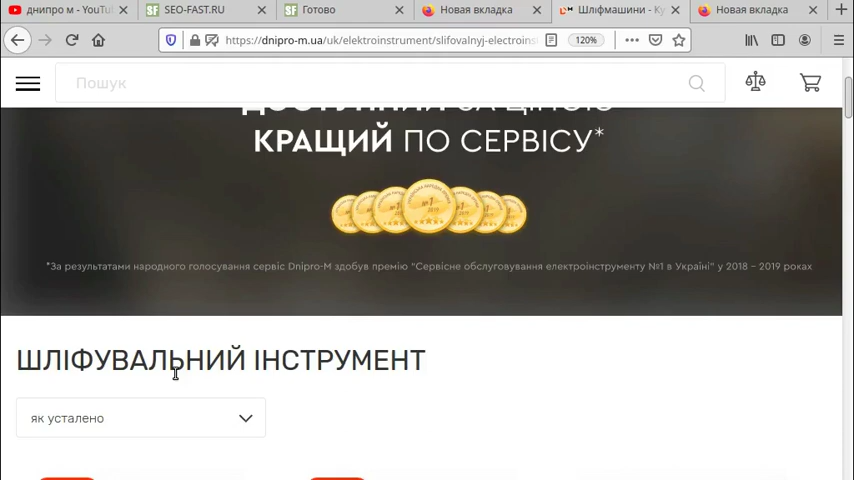 днипро м - YouTu
SEO-FAST.RU
Готово
Новая вкладка
Шліфмашини - Ку
Новая вкладка
https://dnipro-m.ua/uk/elektroinstrument/slifovalnyj-electroins
120%
Пошук
КРАЩИЙ ПО СЕРВІСУ*
*За результатами народного голосування сервіс Dnipro-M здобув премію "Сервісне обслуговування електроінструменту №1 в Україні" у 2018 - 2019 роках
ШЛІФУВАЛЬНИЙ ІНСТРУМЕНТ
як усталено